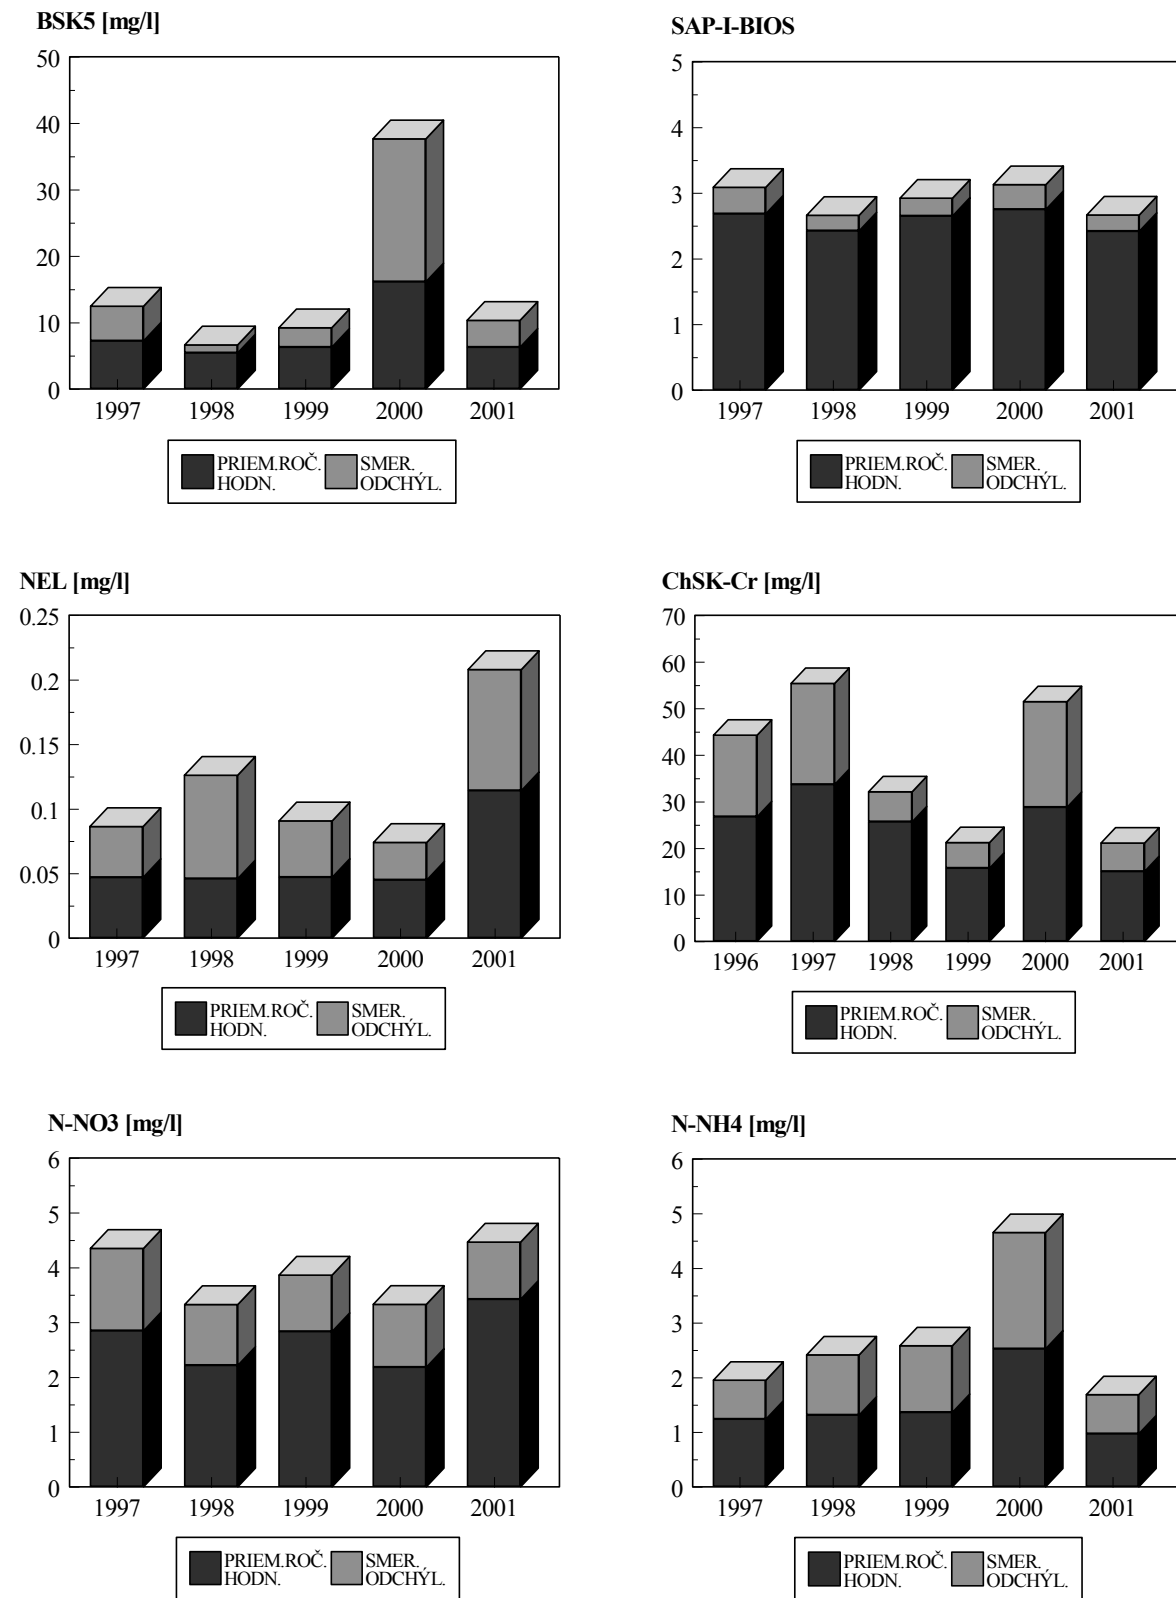 BSK5 [mg/l]
50
40
30
20
10
0
1997 1998 1999 2000 2001
PRIEM.ROČ. SMER.
HODN. ODCHÝL.
SAP-I-BIOS
5
4
3
2
1
0
1997 1998 1999 2000 2001
PRIEM.ROČ. SMER.
HODN. ODCHÝL.
NEL [mg/l]
0.25
0.2
0.15
0.1
0.05
0
1997 1998 1999 2000 2001
PRIEM.ROČ. SMER.
HODN. ODCHÝL.
ChSK-Cr [mg/l]
70
60
50
40
30
20
10
0
1996 1997 1998 1999 2000 2001
PRIEM.ROČ. SMER.
HODN. ODCHÝL.
N-NO3 [mg/l]
6
5
4
3
2
1
0
1997 1998 1999 2000 2001
PRIEM.ROČ. SMER.
HODN. ODCHÝL.
N-NH4 [mg/l]
6
5
4
3
2
1
0
1997 1998 1999 2000 2001
PRIEM.ROČ. SMER.
HODN. ODCHÝL.